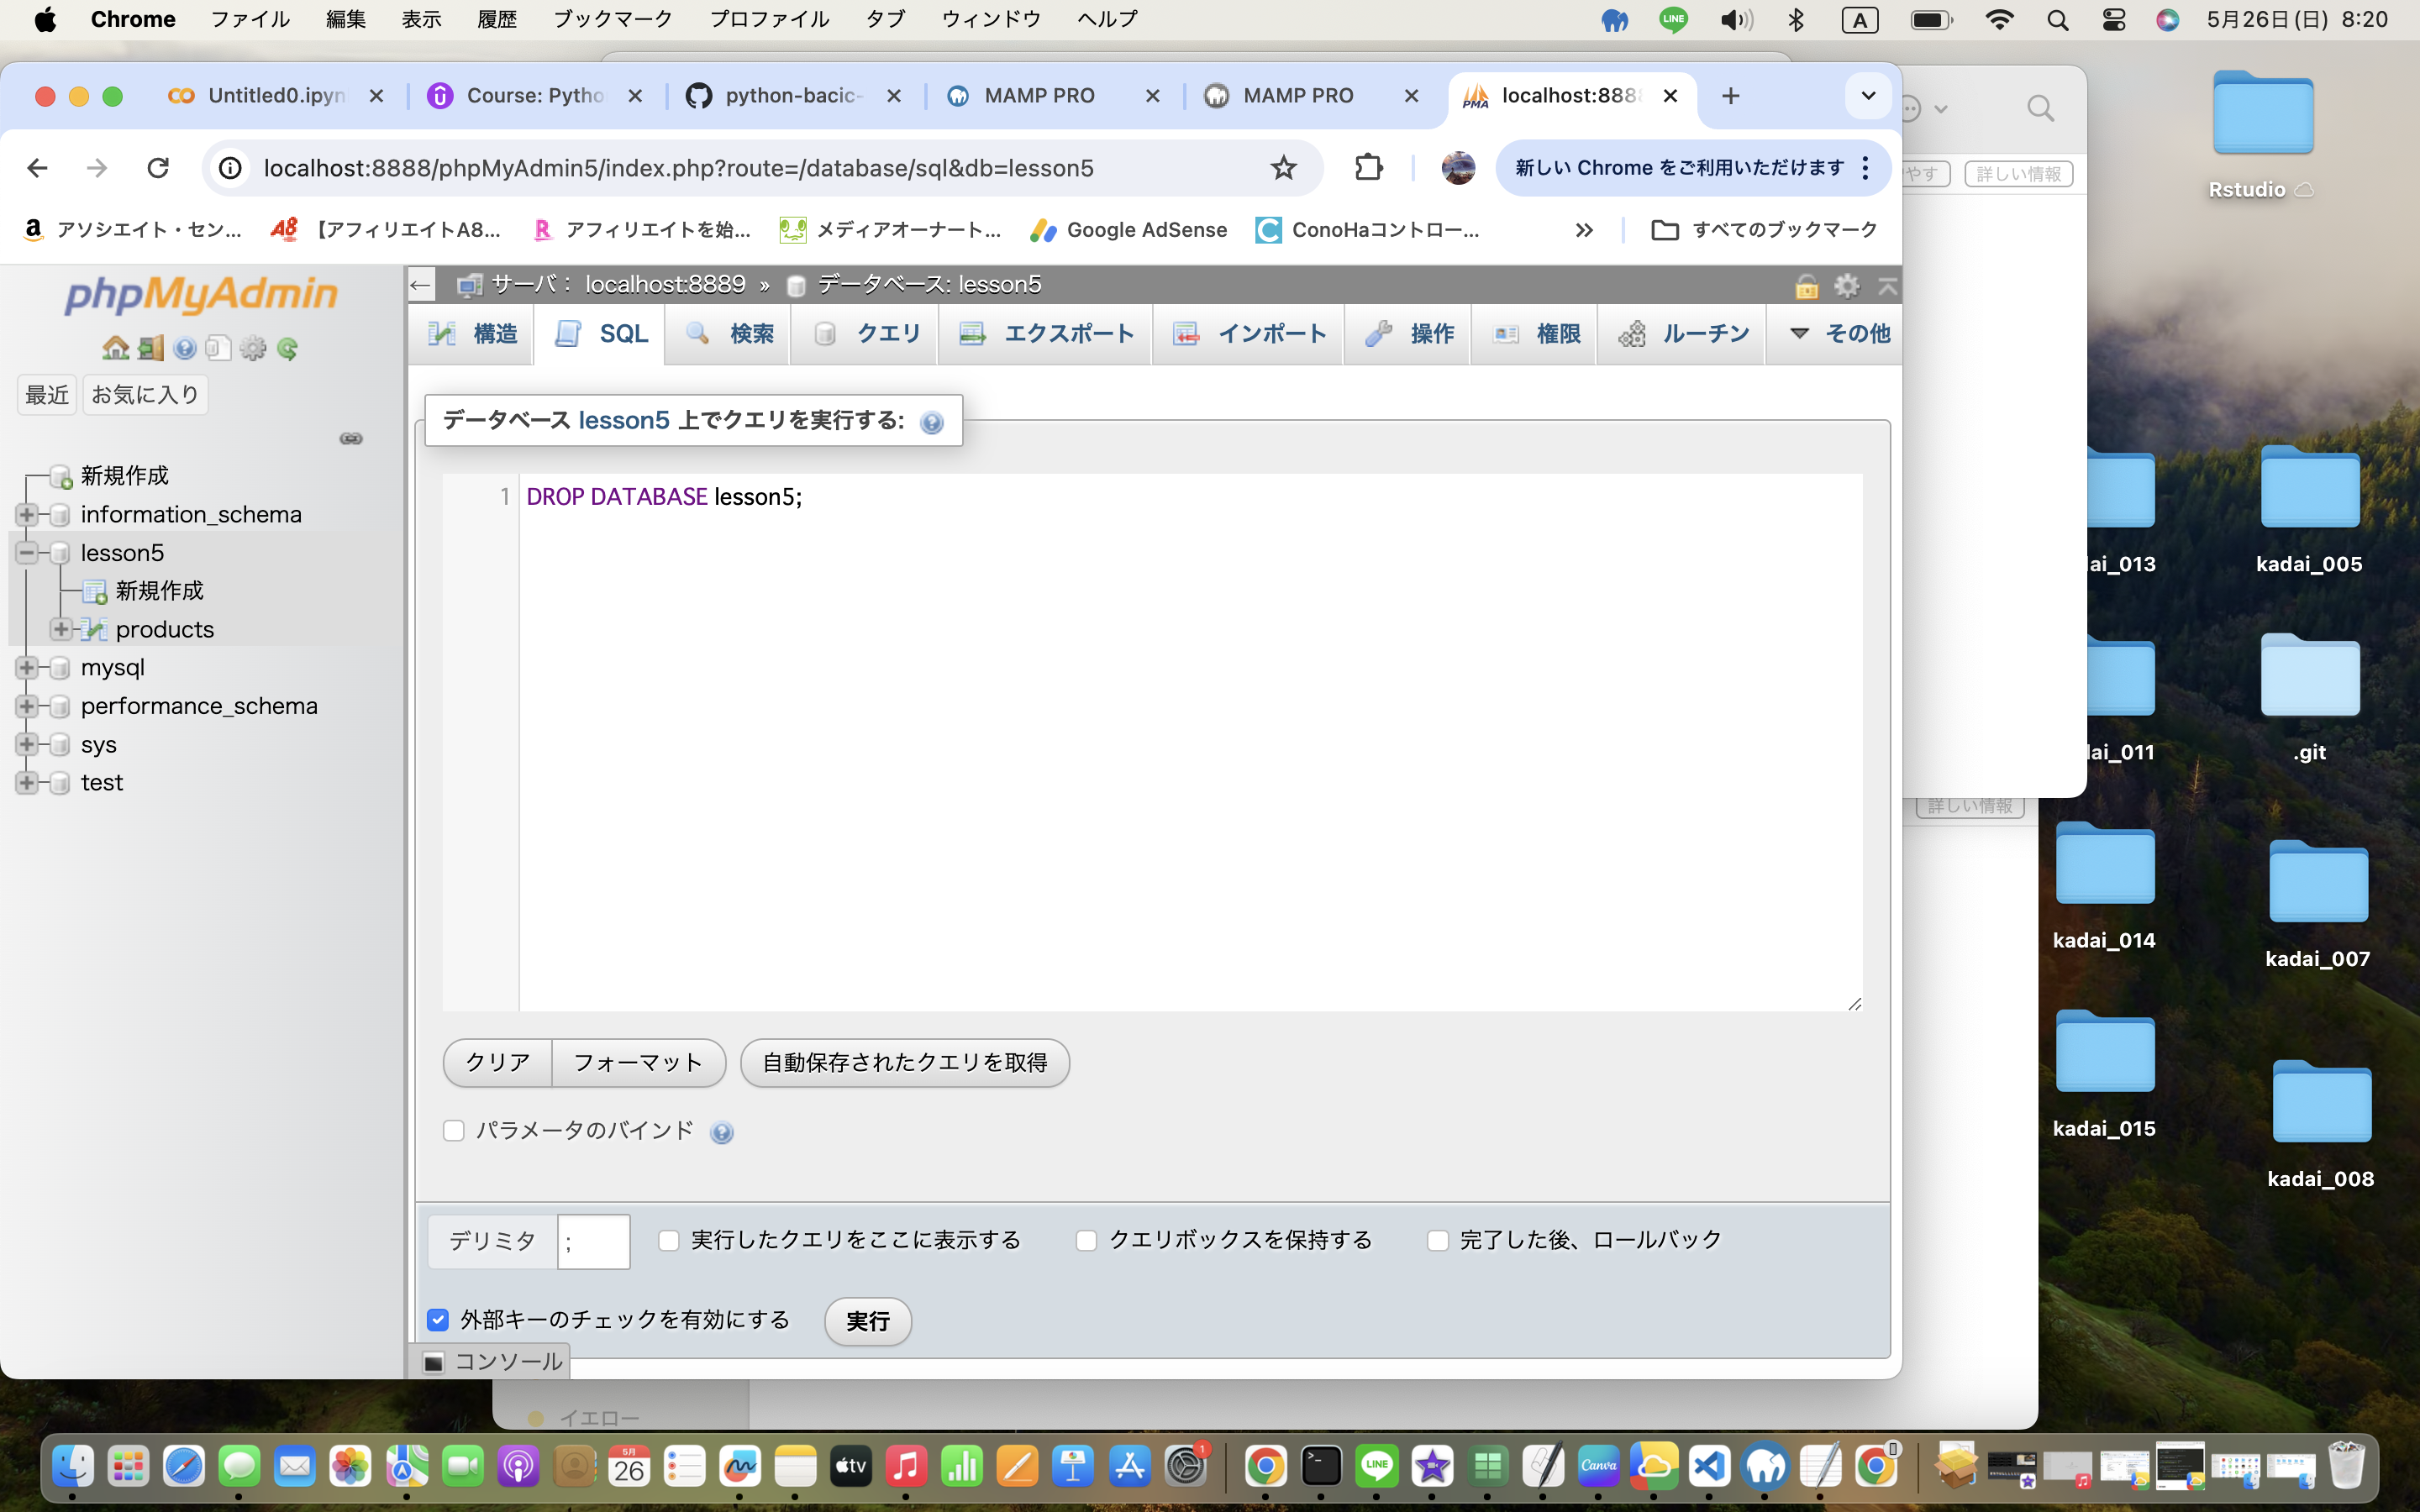 Chrome ファイル 編集 表示 履歴 ブックマーク プロファイル タブ ウィンドウ ヘルプ LINE A 5月26日(日) 8:20
Untitled0.ipyn Course: Pytho python-bacic- MAMP PRO MAMP PRO PMA localhost:888
localhost:8888/phpMyAdmin5/index.php?route=/database/sql&db=lesson5 新しい Chrome をご利用いただけます
やす 詳しい情報
a アソシエイト・セン... A8 【アフィリエイトA8... R アフィリエイトを始... メディアオーナート... Google AdSense C ConoHaコントロー... » すべてのブックマーク
Rstudio
phpMyAdmin
最近 お気に入り
新規作成
information_schema
lesson5
新規作成
products
mysql
performance_schema
sys
test
サーバ: localhost:8889 » データベース: lesson5
構造 SQL 検索 クエリ エクスポート インポート 操作 権限 ルーチン その他
データベース lesson5 上でクエリを実行する:
1 DROP DATABASE lesson5;
クリア フォーマット 自動保存されたクエリを取得
パラメータのバインド
デリミタ ; 実行したクエリをここに表示する クエリボックスを保持する 完了した後、ロールバック
外部キーのチェックを有効にする 実行
コンソール
イエロー
詳しい情報
ai_013 kadai_005
ai_011 .git
kadai_014 kadai_007
kadai_015 kadai_008
5月 26 tv 1 LINE Canva